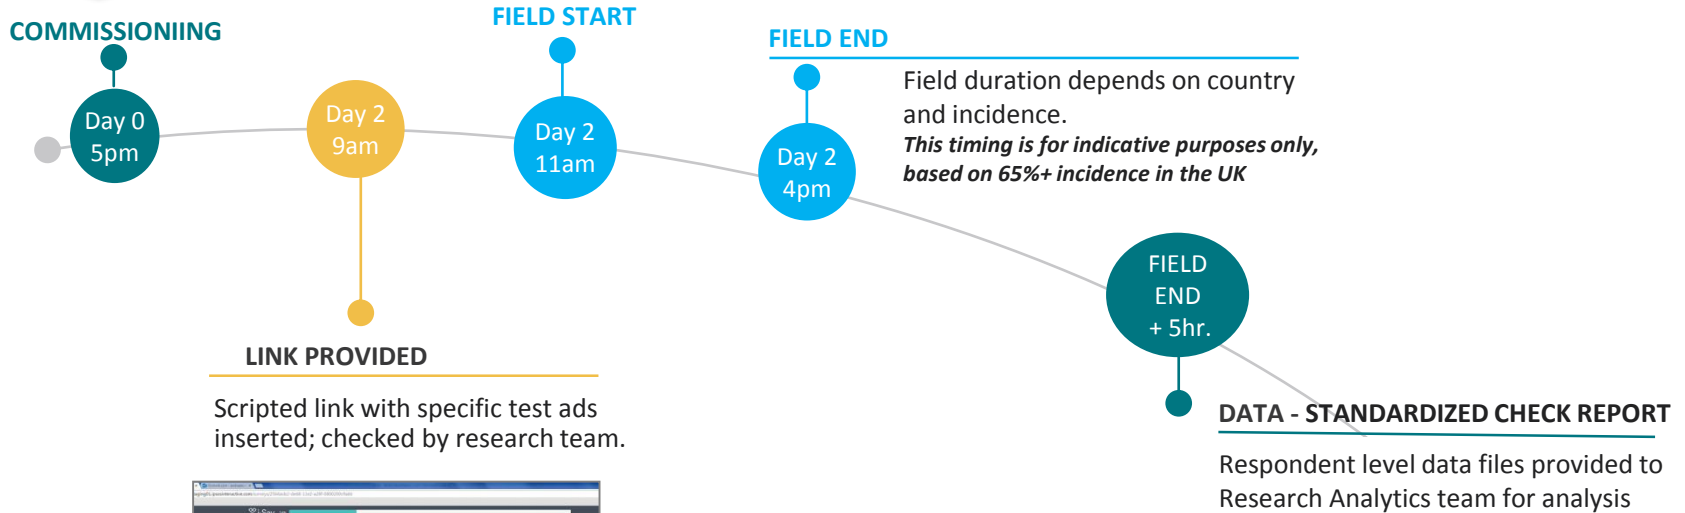 COMMISSIONIING
Day 0
5pm
Day 2
9am
LINK PROVIDED
Scripted link with specific test ads
inserted; checked by research team.
FIELD START
Day 2
11am
FIELD END
Day 2
4pm
Field duration depends on country
and incidence.
This timing is for indicative purposes only,
based on 65%+ incidence in the UK
FIELD
END
+ 5hr.
DATA - STANDARDIZED CHECK REPORT
Respondent level data files provided to
Research Analytics team for analysis